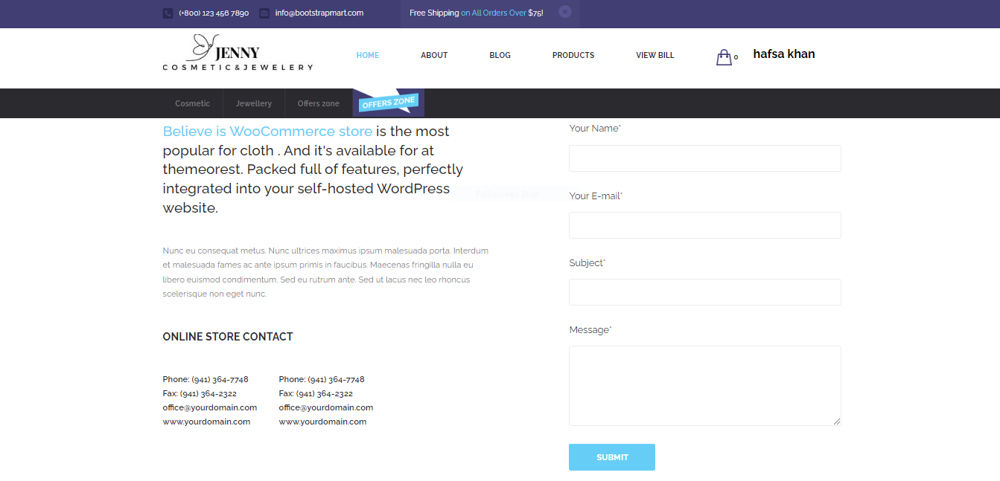 (+800) 123 456 7890 info@bootstrapmart.com Free Shipping on All Orders Over $75!
JENNY
COSMETIC&JEWELERY
HOME ABOUT BLOG PRODUCTS VIEW BILL 0 hafsa khan
Cosmetic Jewellery Offers zone OFFERS ZONE
Believe is WooCommerce store is the most
popular for cloth . And it's available for at
themeorest. Packed full of features, perfectly
integrated into your self-hosted WordPress
website.
Nunc eu consequat metus. Nunc ultrices maximus ipsum malesuada porta. Interdum
et malesuada fames ac ante ipsum primis in faucibus. Maecenas fringilla nulla eu
libero euismod condimentum. Sed eu rutrum ante. Sed ut lacus nec leo rhoncus
scelerisque non eget nunc.
ONLINE STORE CONTACT
Phone: (941) 364-7748 Phone: (941) 364-7748
Fax: (941) 364-2322 Fax: (941) 364-2322
office@yourdomain.com office@yourdomain.com
www.yourdomain.com www.yourdomain.com
Your Name*
Full-screen Snip
Your E-mail*
Subject*
Message*
SUBMIT